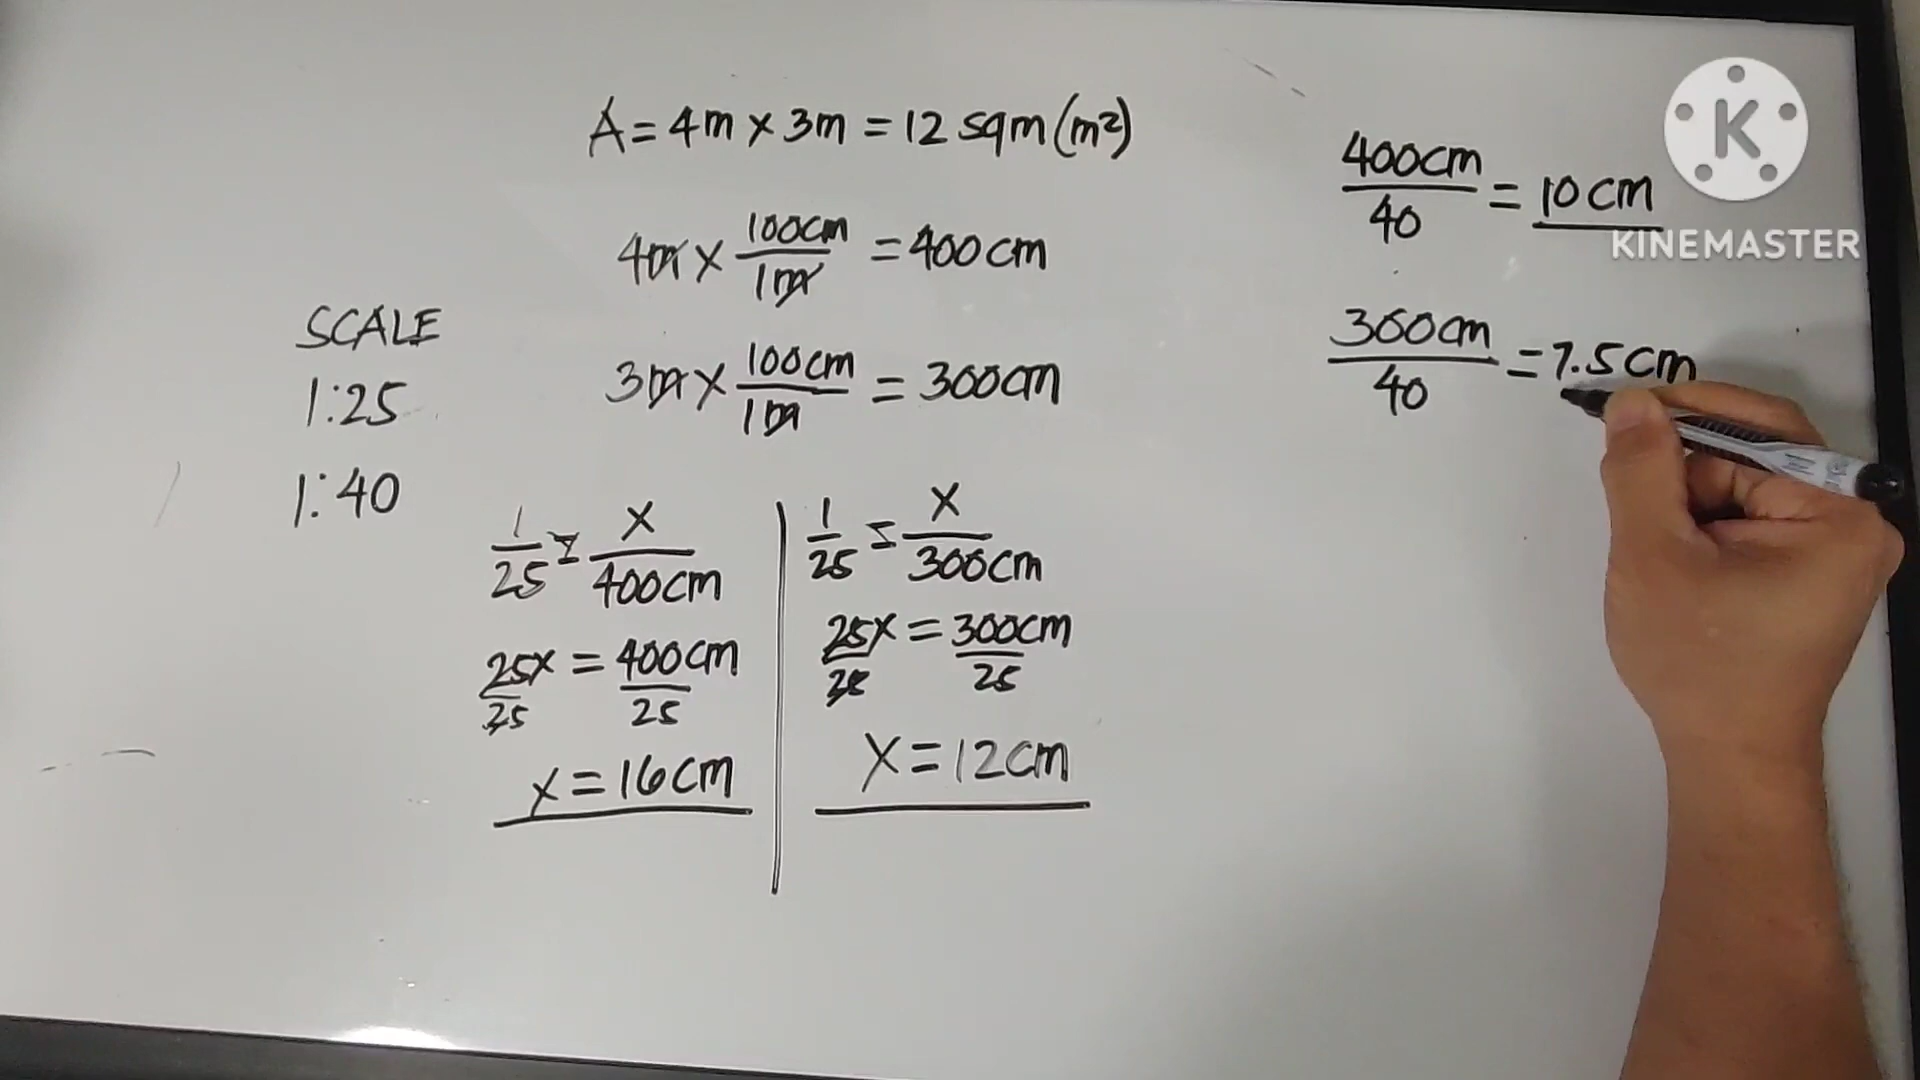 A = 4m x 3m = 12 sqm (m²)
4m x 100cm/1m = 400cm
3m x 100cm/1m = 300cm
SCALE
1:25
1:40
1/25 = x/400cm
25x/25 = 400cm/25
x = 16cm
1/25 = x/300cm
25x/25 = 300cm/25
x = 12cm
400cm/40 = 10cm
300cm/40 = 7.5cm
K
KINEMASTER